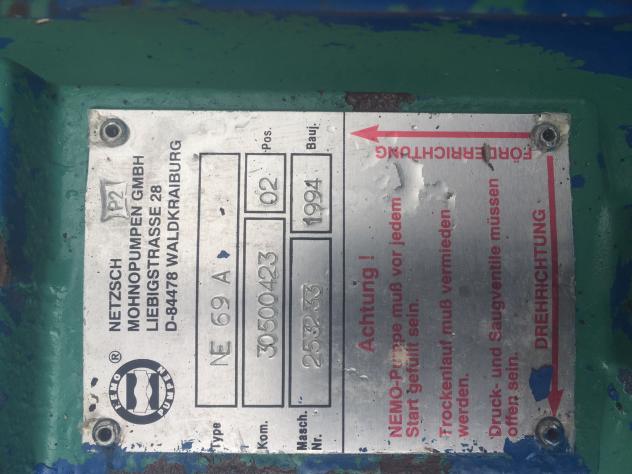 NEMO
PUMPEN
®
NETZSCH
MOHNOPUMPEN GMBH
LIEBIGSTRASSE 28
D-84478 WALDKRAIBURG
P2
Type NE 69 A
Kom. 30500423 Pos. 02
Masch. Nr. 253233 Bauj. 1994
Achtung !
NEMO-Pumpe muß vor jedem
Start gefüllt sein.
Trockenlauf muß vermieden
werden.
Druck- und Saugventile müssen
offen sein.
FÖRDERRICHTUNG
DREHRICHTUNG